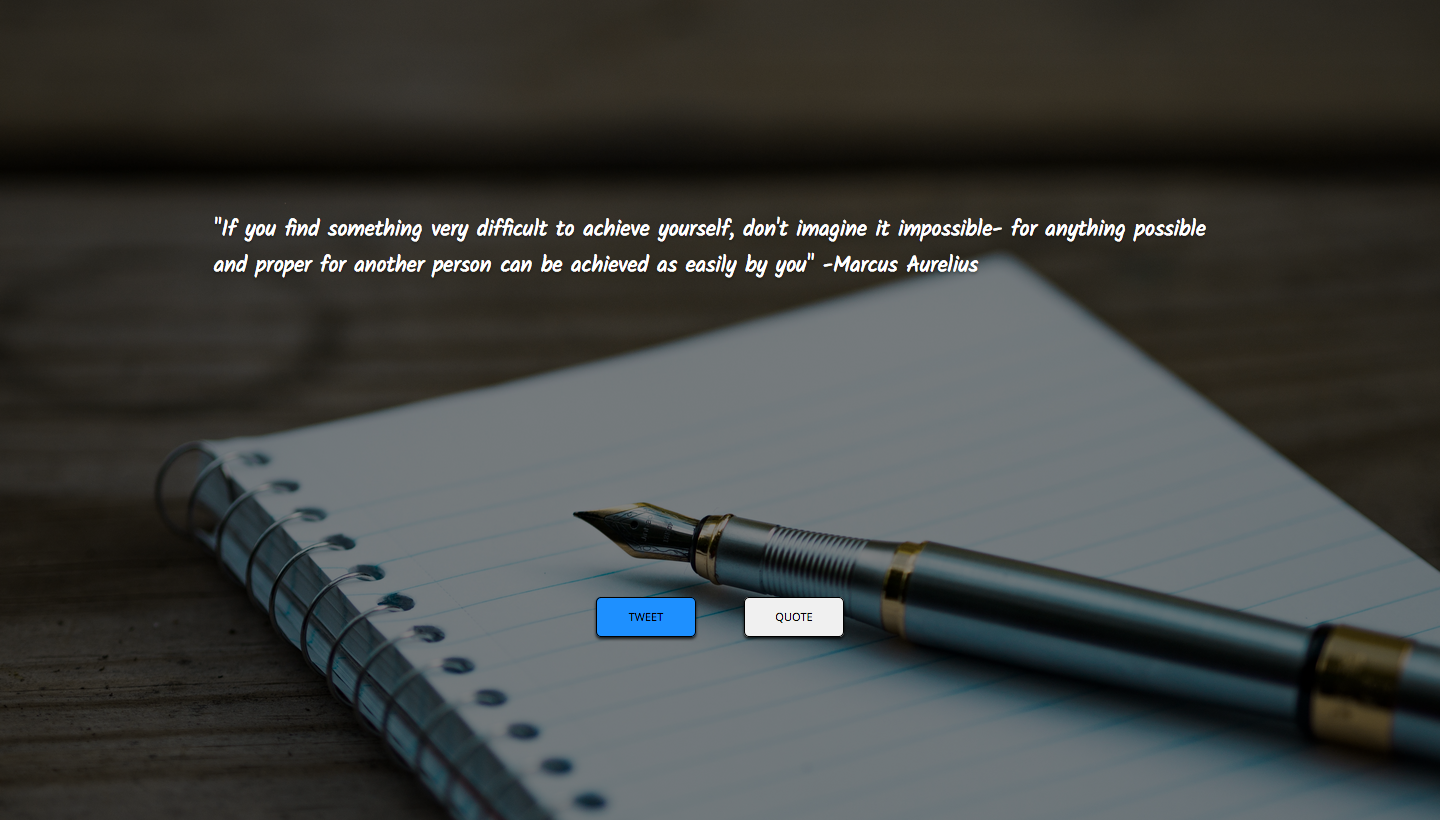 "If you find something very difficult to achieve yourself, don't imagine it impossible- for anything possible
and proper for another person can be achieved as easily by you" -Marcus Aurelius
TWEET
QUOTE